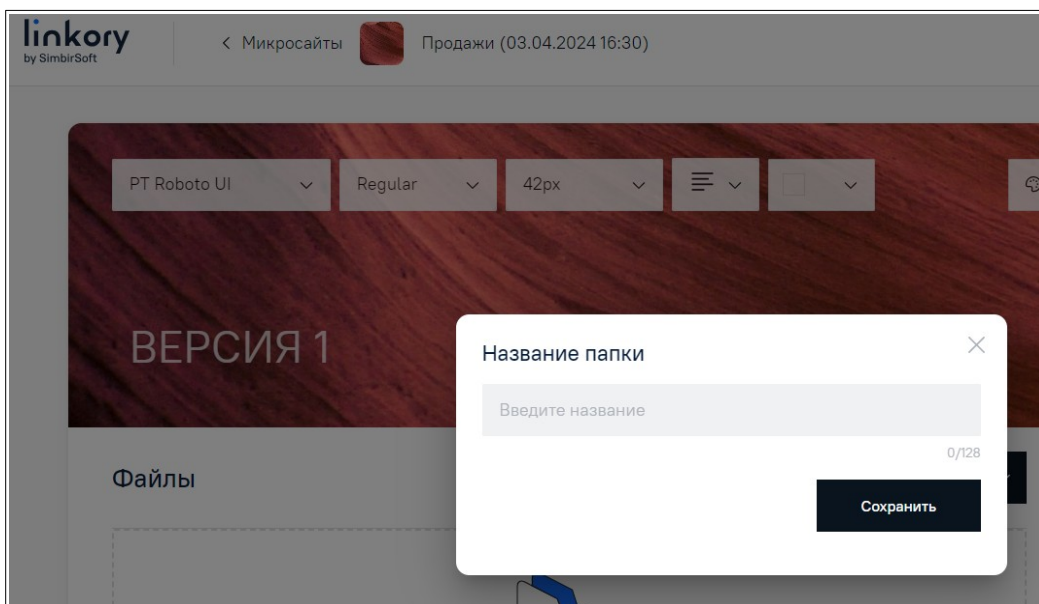 linkory
by SimbirSoft
Микросайты
Продажи (03.04.2024 16:30)
PT Roboto UI
Regular
42px
ВЕРСИЯ 1
Название папки
Введите название
0/128
Файлы
Сохранить